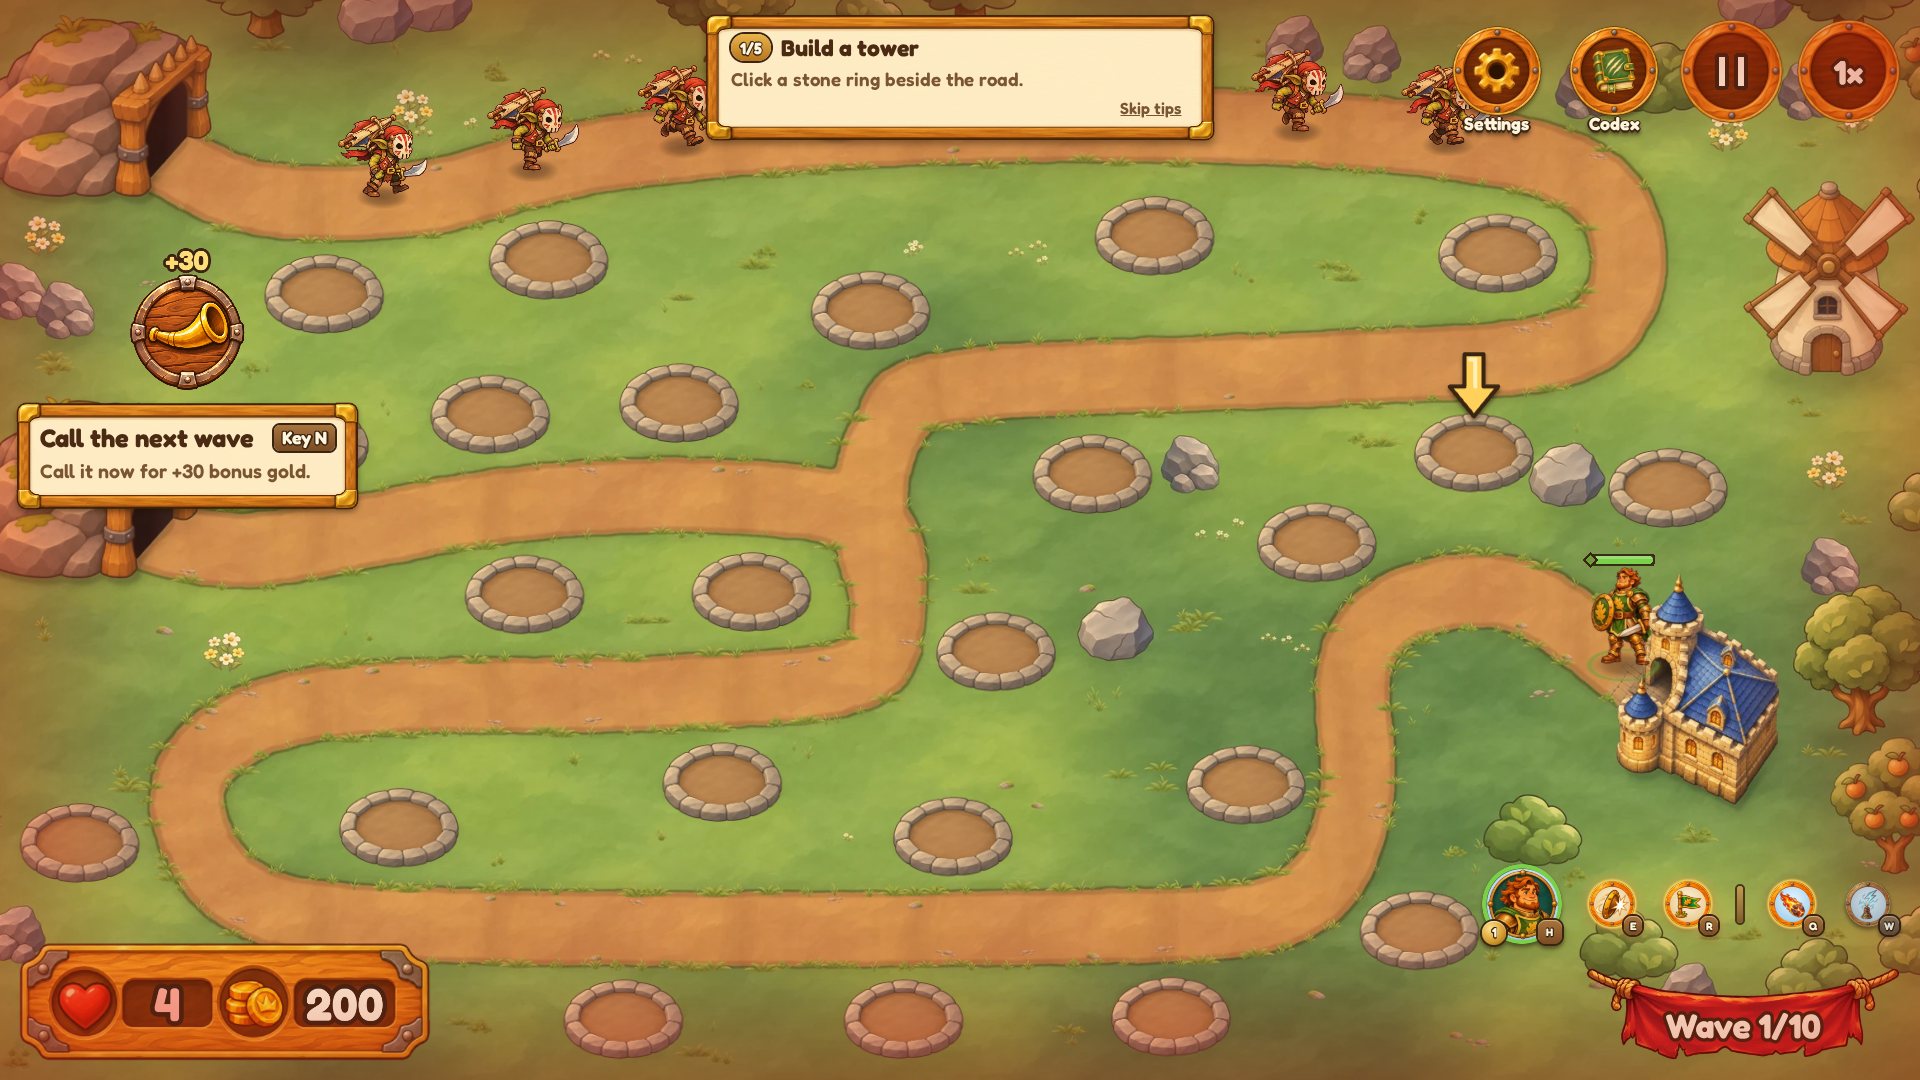 1/5 Build a tower
Click a stone ring beside the road.
Skip tips
Settings
Codex
1x
+30
Call the next wave Key N
Call it now for +30 bonus gold.
1
H
E
R
Q
W
4
200
Wave 1/10